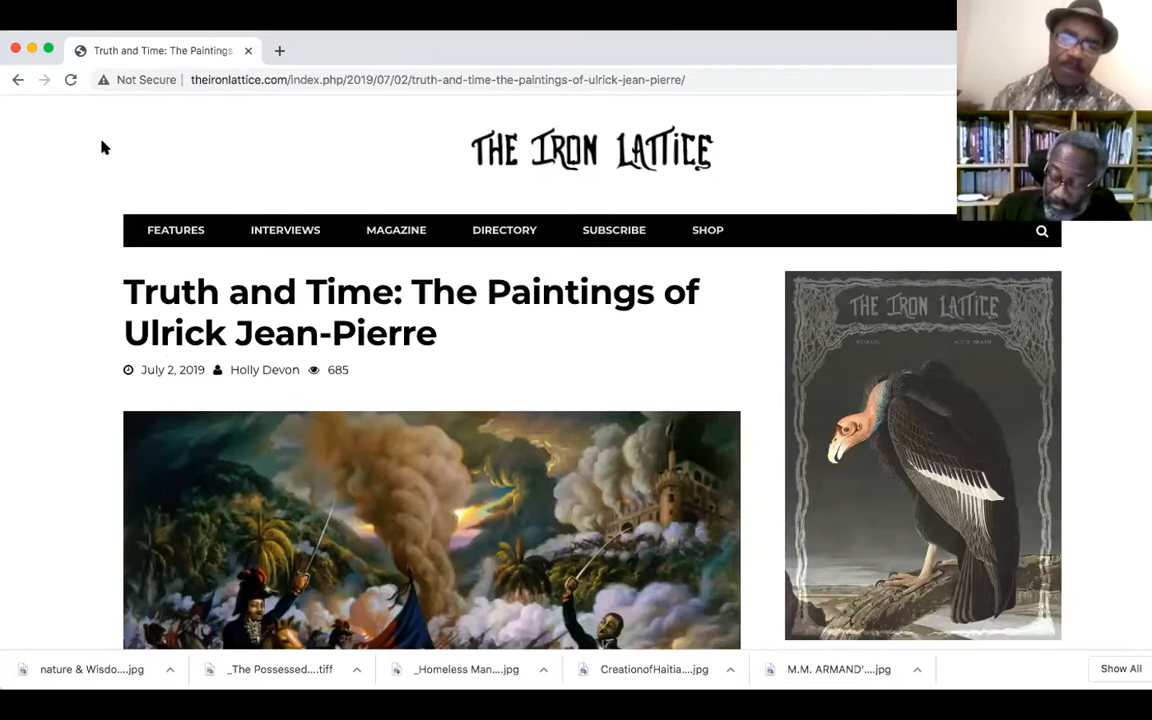 Truth and Time: The Paintings
Not Secure | theironlattice.com/index.php/2019/07/02/truth-and-time-the-paintings-of-ulrick-jean-pierre/
THE IRON LATTICE
FEATURES INTERVIEWS MAGAZINE DIRECTORY SUBSCRIBE SHOP
Truth and Time: The Paintings of
Ulrick Jean-Pierre
July 2, 2019 Holly Devon 685
THE IRON LATTICE
nature & Wisdo....jpg _The Possessed....tiff _Homeless Man....jpg CreationofHaitia....jpg M.M. ARMAND'....jpg Show All